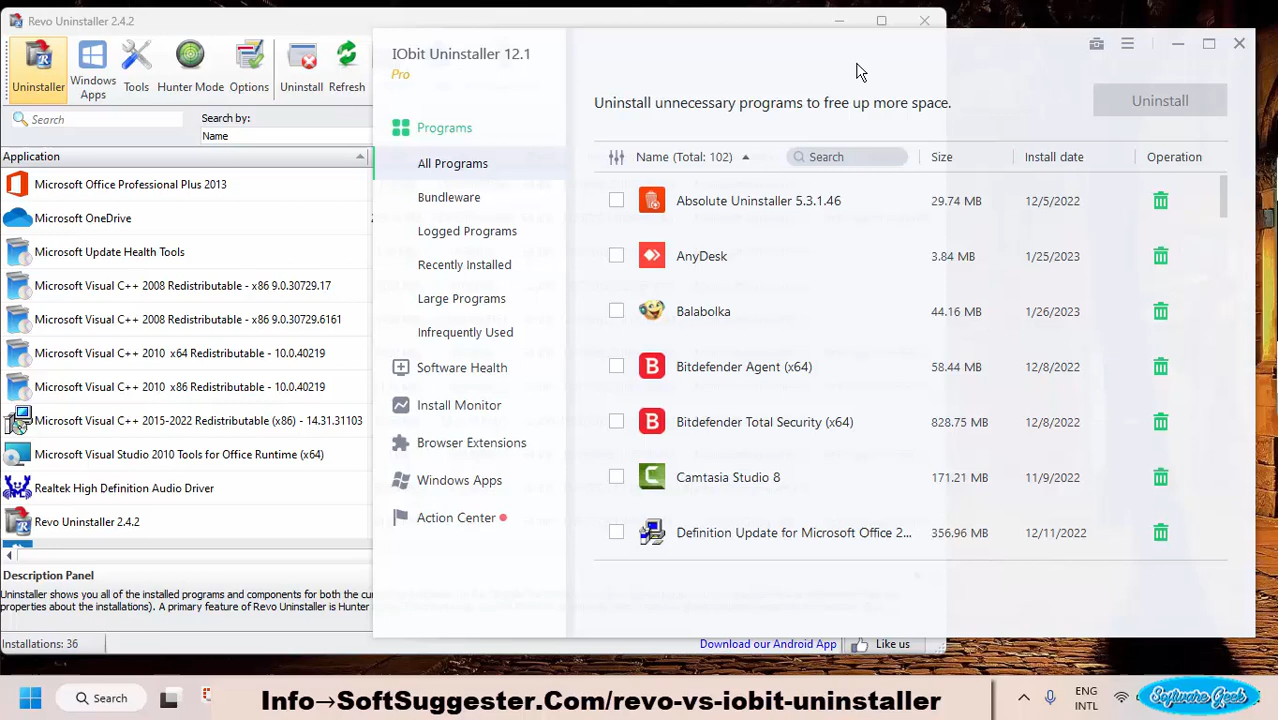 Revo Uninstaller 2.4.2
Uninstaller
Windows Apps
Tools
Hunter Mode
Options
Uninstall
Refresh
Search
Search by:
Name
Application
Microsoft Office Professional Plus 2013
Microsoft OneDrive
Microsoft Update Health Tools
Microsoft Visual C++ 2008 Redistributable - x86 9.0.30729.17
Microsoft Visual C++ 2008 Redistributable - x86 9.0.30729.6161
Microsoft Visual C++ 2010 x64 Redistributable - 10.0.40219
Microsoft Visual C++ 2010 x86 Redistributable - 10.0.40219
Microsoft Visual C++ 2015-2022 Redistributable (x86) - 14.31.31103
Microsoft Visual Studio 2010 Tools for Office Runtime (x64)
Realtek High Definition Audio Driver
Revo Uninstaller 2.4.2
Description Panel
Uninstaller shows you all of the installed programs and components for both the
properties about the installations). A primary feature of Revo Uninstaller is Hunter
Installations: 36
Download our Android App
Like us
IObit Uninstaller 12.1
Pro
Programs
All Programs
Bundleware
Logged Programs
Recently Installed
Large Programs
Infrequently Used
Software Health
Install Monitor
Browser Extensions
Windows Apps
Action Center
Uninstall unnecessary programs to free up more space.
Uninstall
Name (Total: 102) Search Size Install date Operation
Absolute Uninstaller 5.3.1.46 29.74 MB 12/5/2022
AnyDesk 3.84 MB 1/25/2023
Balabolka 44.16 MB 1/26/2023
Bitdefender Agent (x64) 58.44 MB 12/8/2022
Bitdefender Total Security (x64) 828.75 MB 12/8/2022
Camtasia Studio 8 171.21 MB 11/9/2022
Definition Update for Microsoft Office 2... 356.96 MB 12/11/2022
Search
Info→SoftSuggester.Com/revo-vs-iobit-uninstaller
ENG
INTL
Software Geek